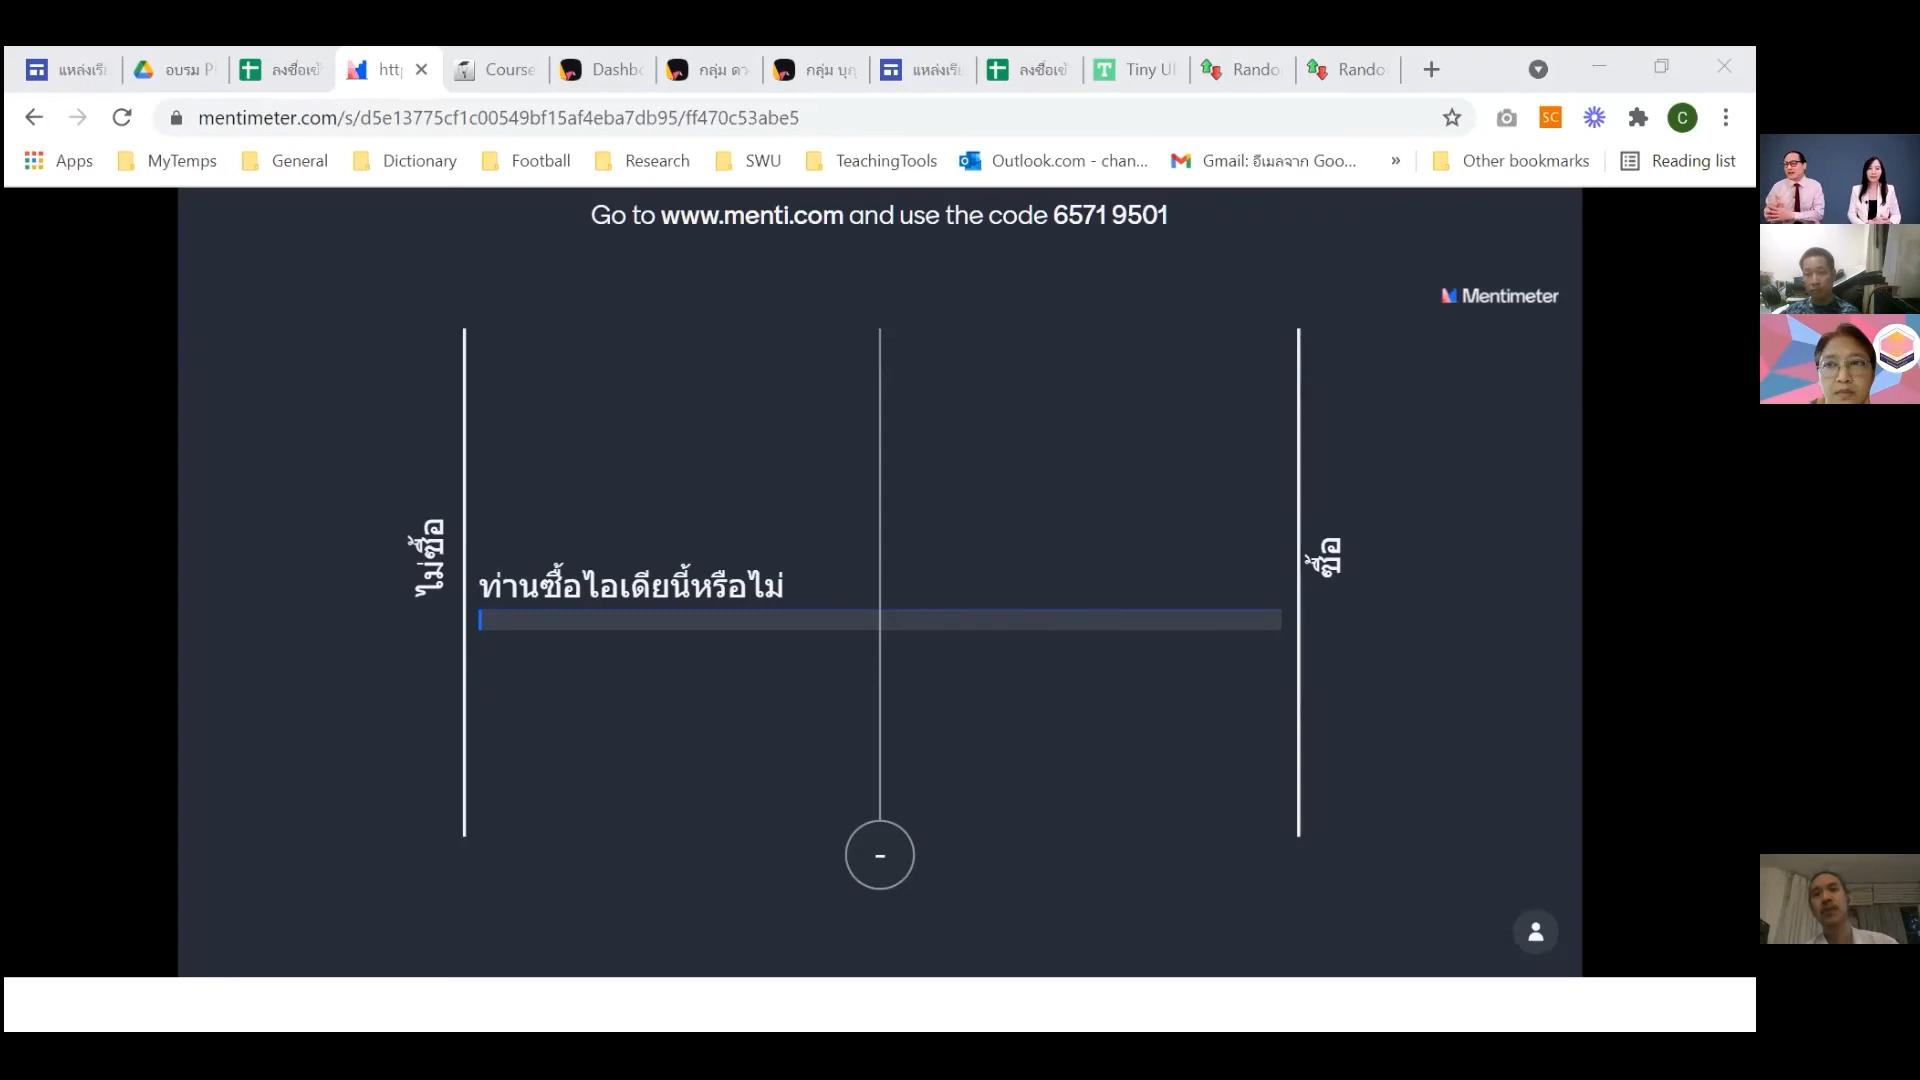 แหล่งเรี
อบรม P
ลงชื่อเข้
htt
Course
Dashbo
กลุ่ม ดา
กลุ่ม บุก
แหล่งเรี
ลงชื่อเข้
Tiny U
Rando
Rando
mentimeter.com/s/d5e13775cf1c00549bf15af4eba7db95/ff470c53abe5
SC
C
Apps
MyTemps
General
Dictionary
Football
Research
SWU
TeachingTools
Outlook.com - chan...
Gmail: อีเมลจาก Goo...
»
Other bookmarks
Reading list
Go to www.menti.com and use the code 6571 9501
Mentimeter
ไม่ซื้อ
ท่านซื้อไอเดียนี้หรือไม่
ซื้อ
-